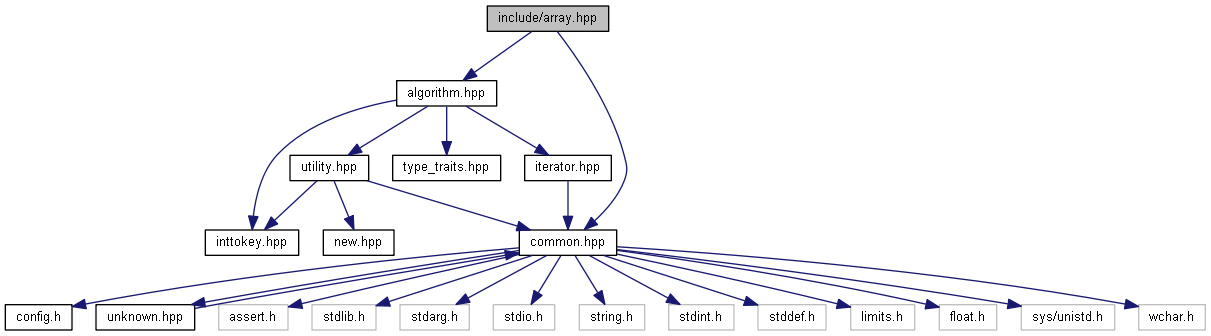 include/array.hpp
algorithm.hpp
utility.hpp
type_traits.hpp
iterator.hpp
inttokey.hpp
new.hpp
common.hpp
config.h
unknown.hpp
assert.h
stdlib.h
stdarg.h
stdio.h
string.h
stdint.h
stddef.h
limits.h
float.h
sys/unistd.h
wchar.h